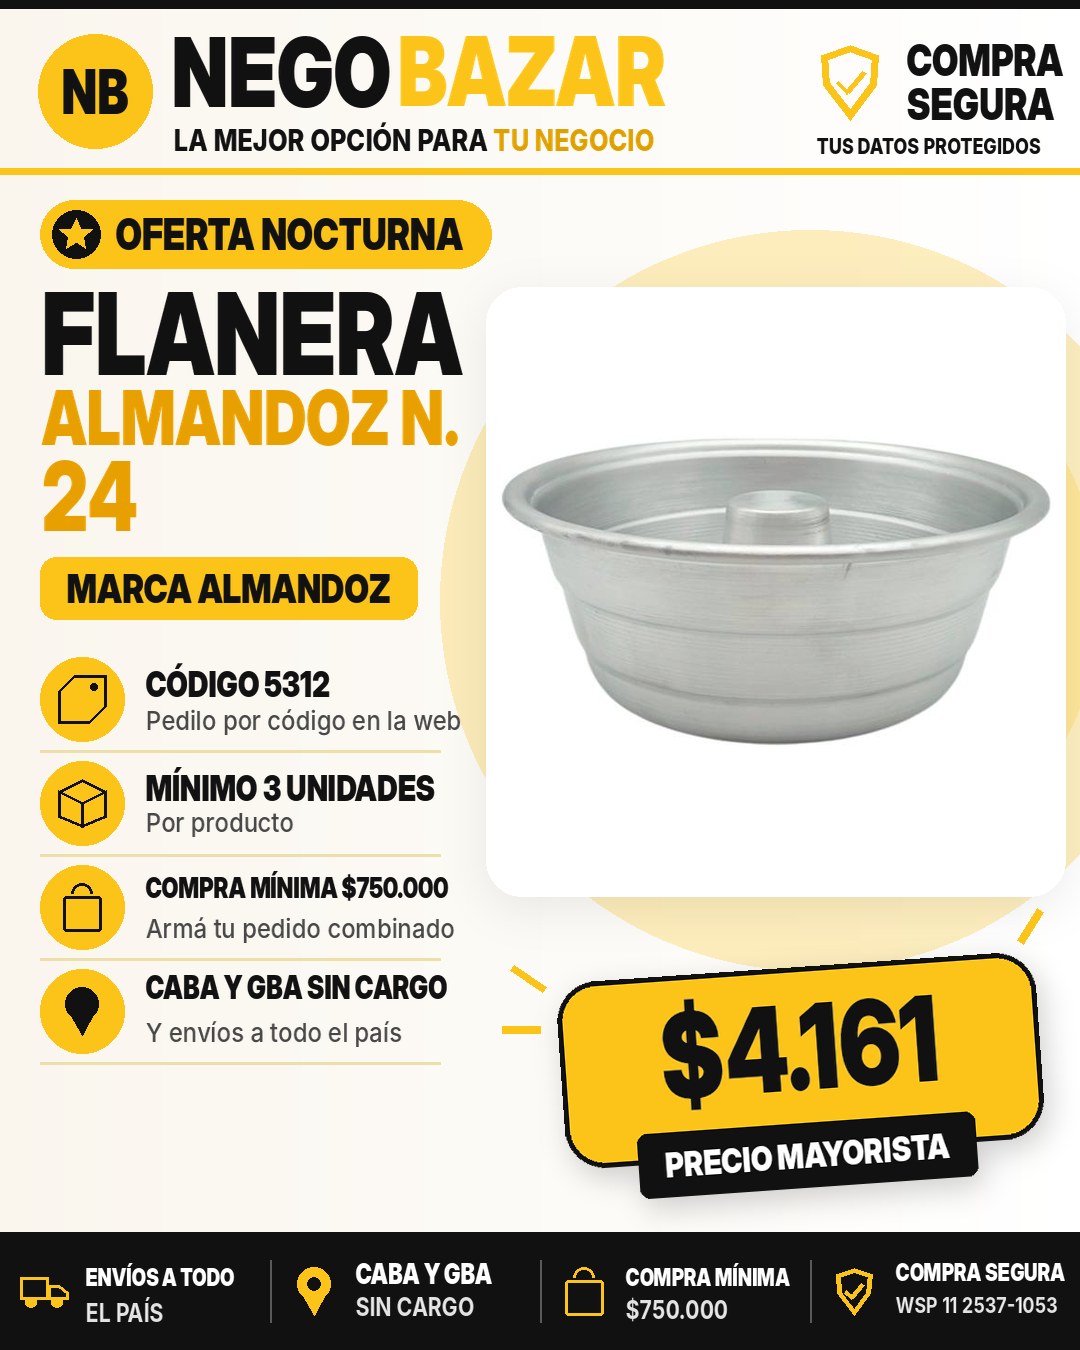 NB
NEGOBAZAR
LA MEJOR OPCIÓN PARA TU NEGOCIO
COMPRA
SEGURA
TUS DATOS PROTEGIDOS
OFERTA NOCTURNA
FLANERA
ALMANDOZ N.
24
MARCA ALMANDOZ
CÓDIGO 5312
Pedilo por código en la web
MÍNIMO 3 UNIDADES
Por producto
COMPRA MÍNIMA $750.000
Armá tu pedido combinado
CABA Y GBA SIN CARGO
Y envíos a todo el país
$4.161
PRECIO MAYORISTA
ENVÍOS A TODO
EL PAÍS
CABA Y GBA
SIN CARGO
COMPRA MÍNIMA
$750.000
COMPRA SEGURA
WSP 11 2537-1053